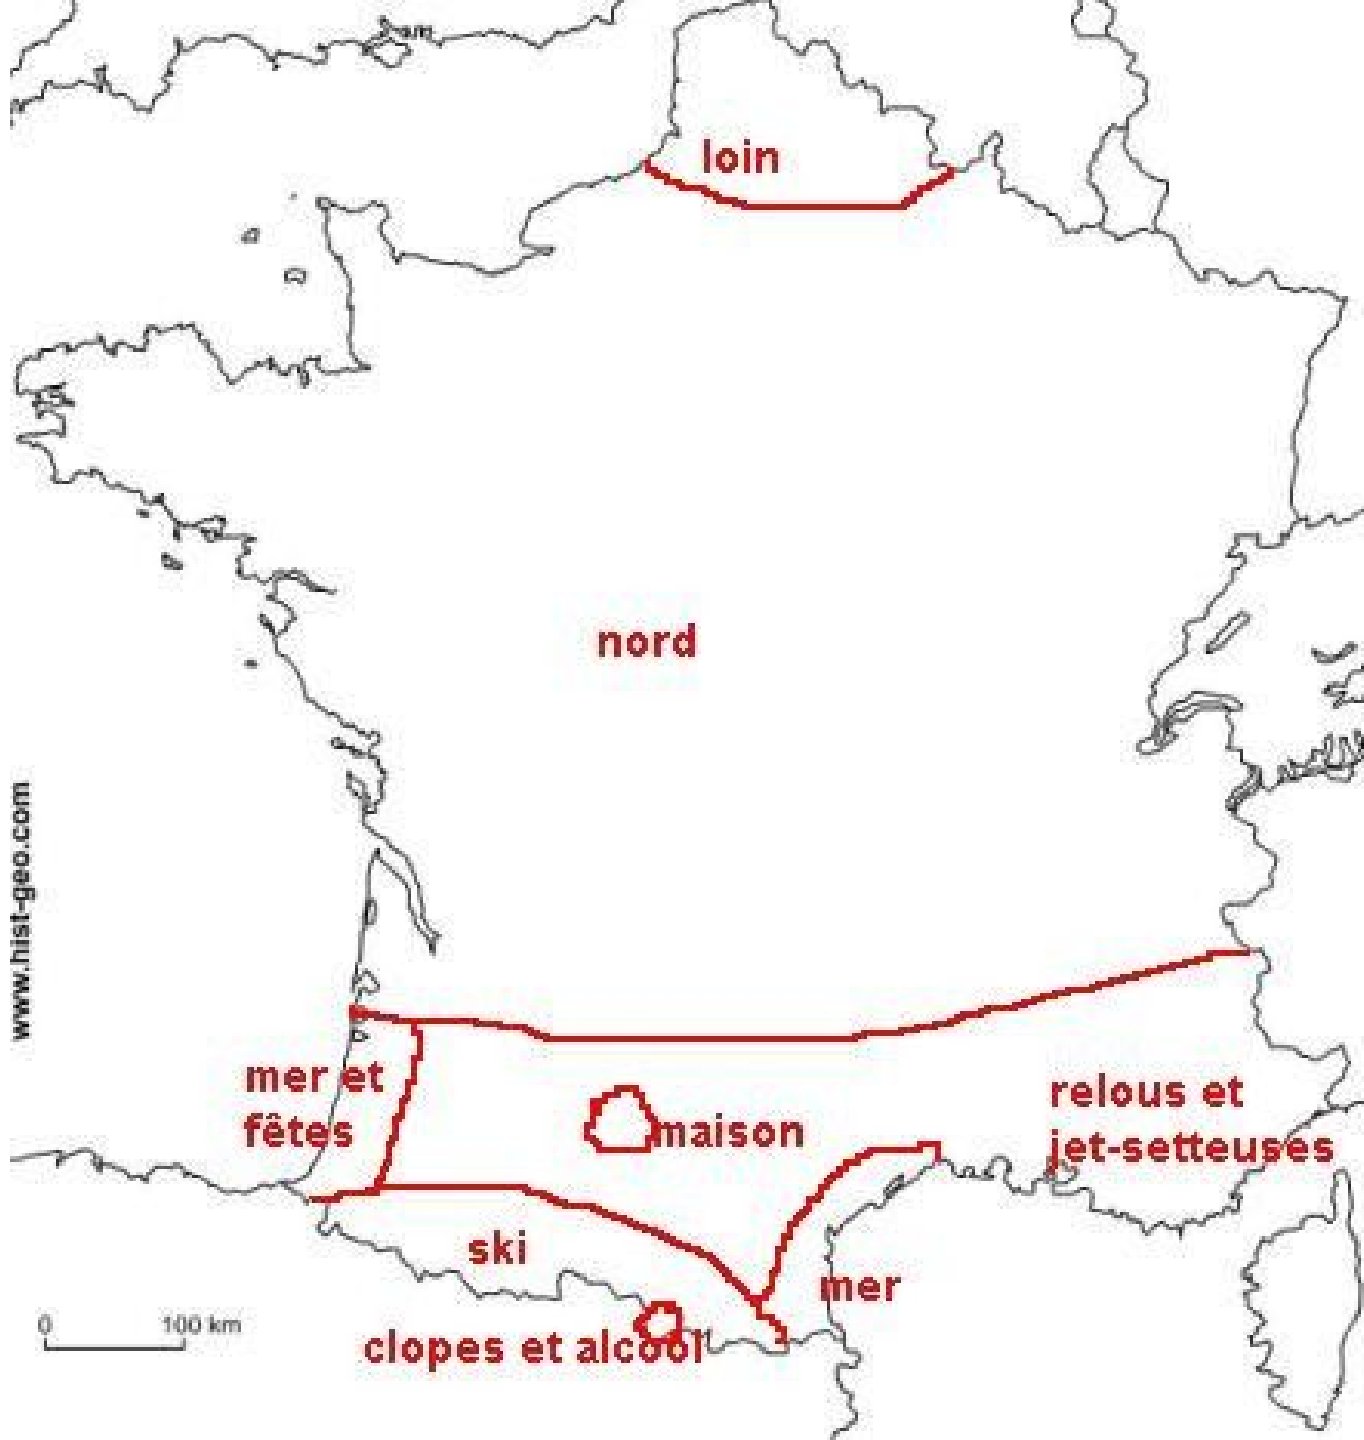 loin
nord
www.hist-geo.com
mer et
fêtes
maison
relous et
jet-setteuses
ski
mer
0
100 km
clopes et alcool